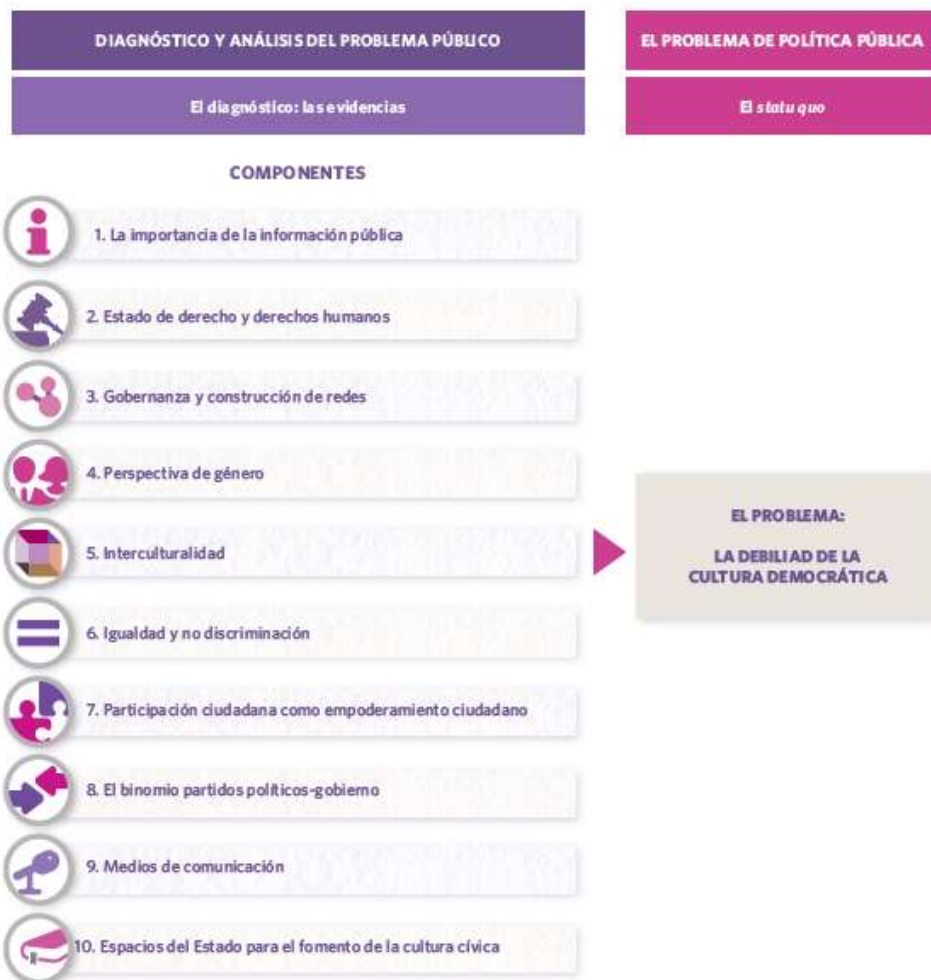 DIAGNÓSTICO Y ANÁLISIS DEL PROBLEMA PÚBLICO
El diagnóstico: las evidencias
EL PROBLEMA DE POLÍTICA PÚBLICA
El statu quo
COMPONENTES
1. La importancia de la información pública
2. Estado de derecho y derechos humanos
3. Gobernanza y construcción de redes
4. Perspectiva de género
5. Interculturalidad
6. Igualdad y no discriminación
7. Participación ciudadana como empoderamiento ciudadano
8. El binomio partidos políticos-gobierno
9. Medios de comunicación
10. Espacios del Estado para el fomento de la cultura cívica
EL PROBLEMA:
LA DEBILIAD DE LA
CULTURA DEMOCRÁTICA